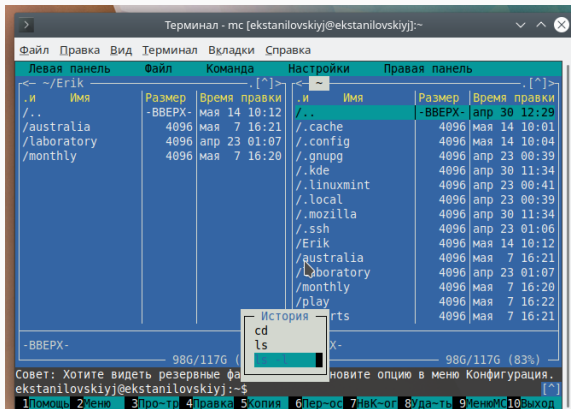 Терминал - mc [ekstanilovskiyj@ekstanilovskiyj]:~
Файл Правка Вид Терминал Вкладки Справка
Левая панель Файл Команда Настройки Правая панель
<— ~/Erik .[^]> <— ~ .[^]>
.и Имя Размер Время правки .и Имя Размер Время правки
/.. -ВВЕРХ- мая 14 10:12 /.. -ВВЕРХ- апр 30 12:29
/australia 4096 мая 7 16:21 /.cache 4096 мая 14 10:01
/laboratory 4096 апр 23 01:07 /.config 4096 мая 14 10:04
/monthly 4096 мая 7 16:20 /.gnupg 4096 апр 23 00:39
/.kde 4096 апр 30 11:34
/.linuxmint 4096 апр 23 00:41
/.local 4096 апр 23 00:39
/.mozilla 4096 апр 30 11:34
/.ssh 4096 апр 23 01:06
/Erik 4096 мая 14 10:12
/australia 4096 мая 7 16:21
/laboratory 4096 апр 23 01:07
/monthly 4096 мая 7 16:20
/play 4096 мая 7 16:22
rts 4096 мая 7 16:21
История
cd
ls
ls -l
-ВВЕРХ- Х-
98G/117G ( 98G/117G (83%)
Совет: Хотите видеть резервные фа новите опцию в меню Конфигурация.
ekstanilovskiyj@ekstanilovskiyj:~$ [^]
1Помощь 2Меню 3Про~тр 4Правка 5Копия 6Пер~ос 7НвК~ог 8Уда~ть 9МенюМС 10Выход